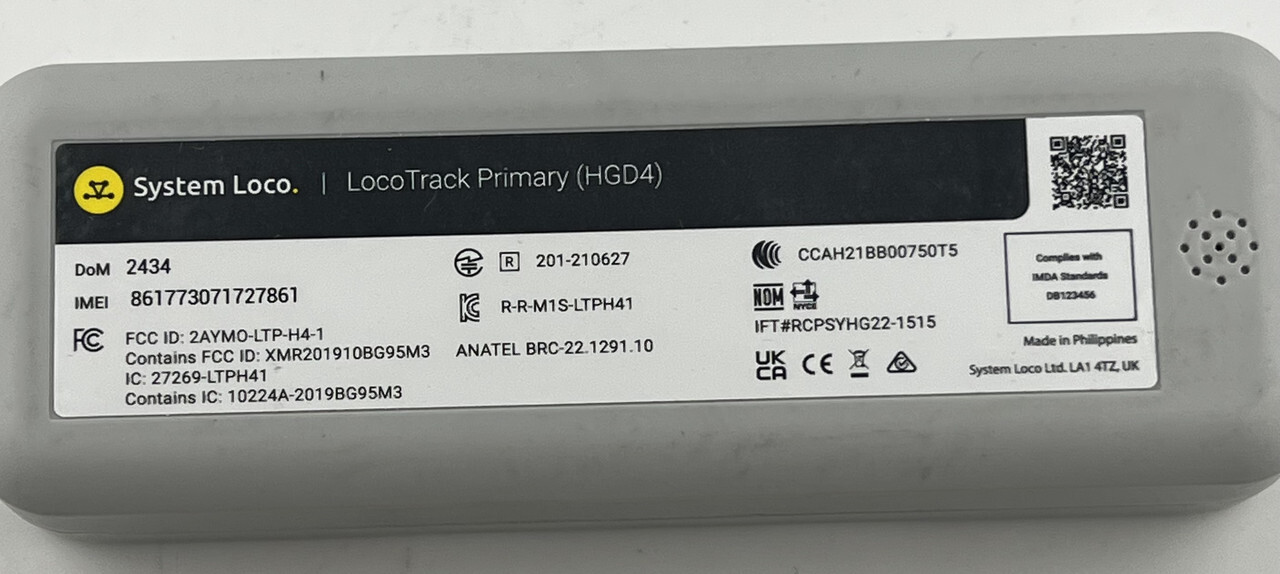 System Loco. | LocoTrack Primary (HGD4)
DoM 2434
IMEI 861773071727861
FC FCC ID: 2AYMO-LTP-H4-1
Contains FCC ID: XMR201910BG95M3
IC: 27269-LTPH41
Contains IC: 10224A-2019BG95M3
R 201-210627
R-R-M1S-LTPH41
ANATEL BRC-22.1291.10
CCAH21BB00750T5
NOM NYCE
IFT#RCPSYHG22-1515
UK CA CE
Complies with
IMDA Standards
DB123456
Made in Philippines
System Loco Ltd. LA1 4TZ, UK